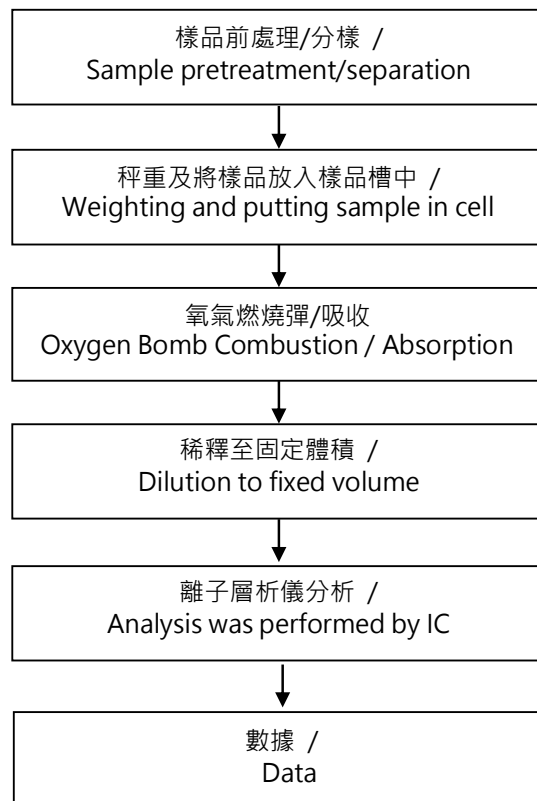 樣品前處理/分樣 /
Sample pretreatment/separation
秤重及將樣品放入樣品槽中 /
Weighting and putting sample in cell
氧氣燃燒彈/吸收
Oxygen Bomb Combustion / Absorption
稀釋至固定體積 /
Dilution to fixed volume
離子層析儀分析 /
Analysis was performed by IC
數據 /
Data